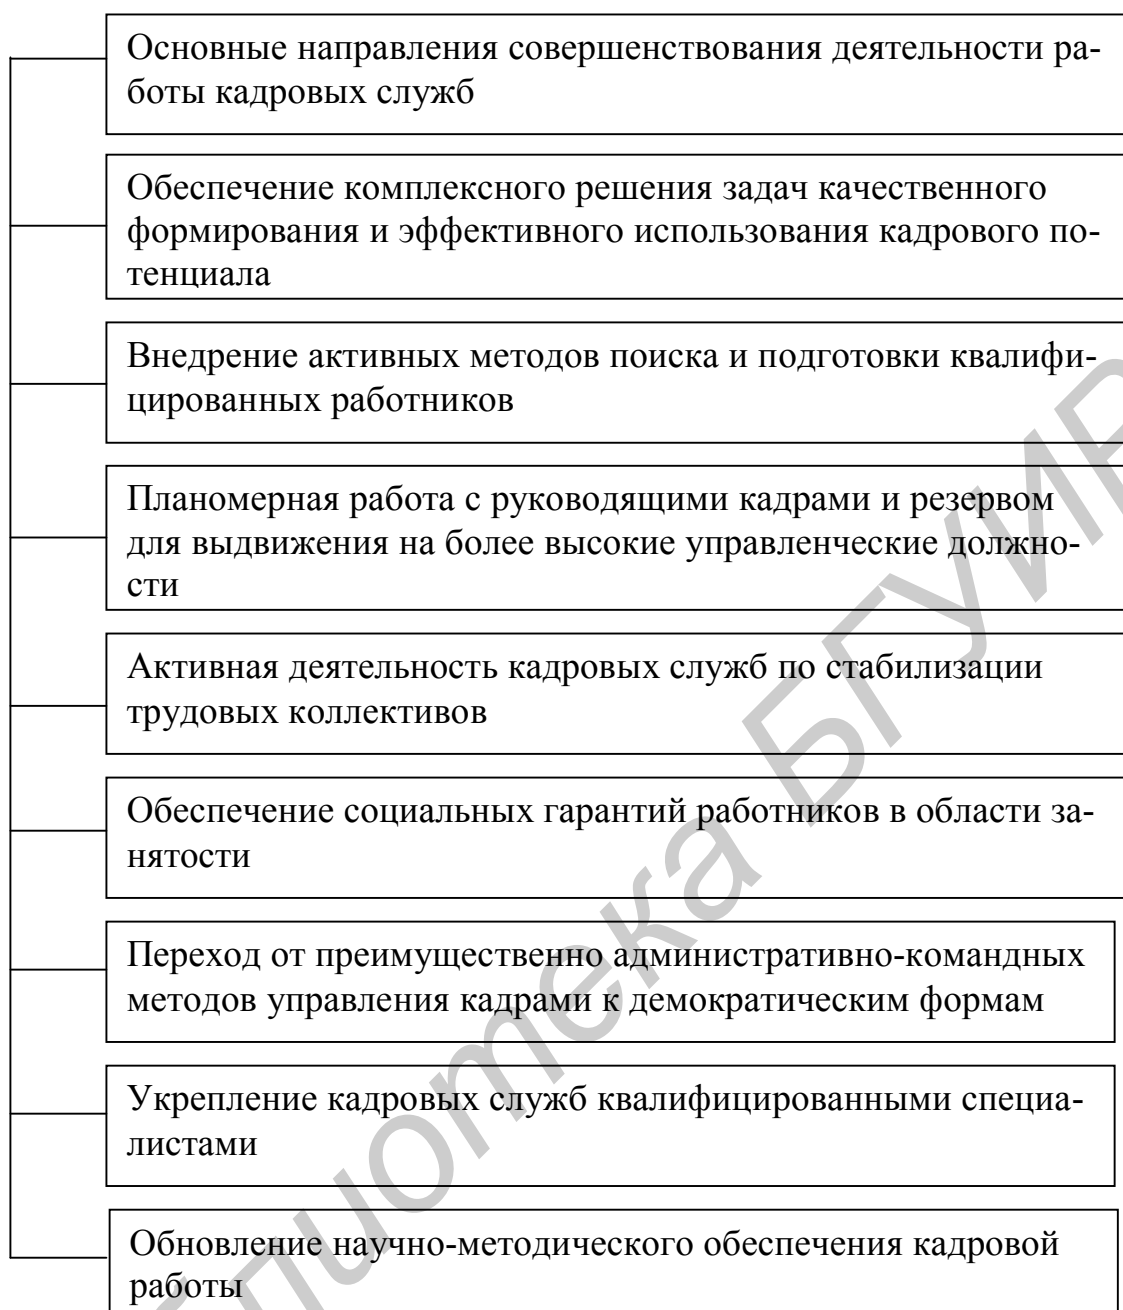 Основные направления совершенствования деятельности ра-
боты кадровых служб
Обеспечение комплексного решения задач качественного
формирования и эффективного использования кадрового по-
тенциала
Внедрение активных методов поиска и подготовки квалифи-
цированных работников
Планомерная работа с руководящими кадрами и резервом
для выдвижения на более высокие управленческие должно-
сти
Активная деятельность кадровых служб по стабилизации
трудовых коллективов
Обеспечение социальных гарантий работников в области за-
нятости
Переход от преимущественно административно-командных
методов управления кадрами к демократическим формам
Укрепление кадровых служб квалифицированными специа-
листами
Обновление научно-методического обеспечения кадровой
работы